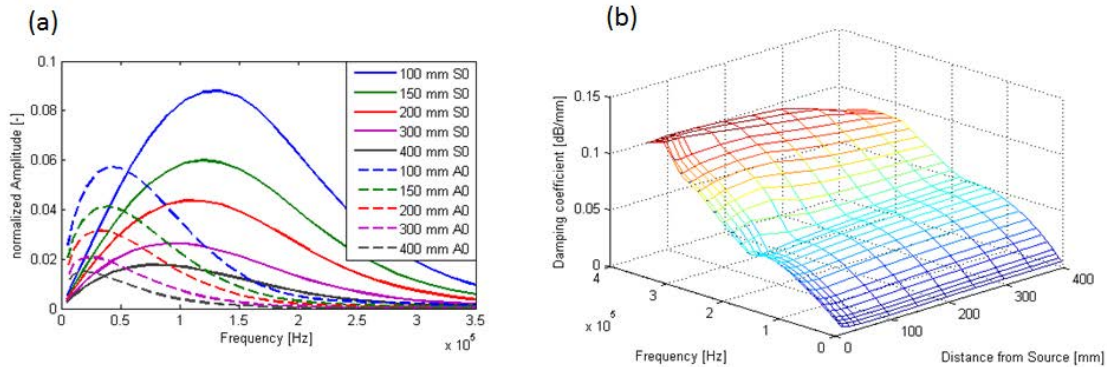 (a)
normalized Amplitude [-]
0.1
0.08
0.06
0.04
0.02
0
0 0.5 1 1.5 2 2.5 3 3.5
x 10⁵
Frequency [Hz]
100 mm S0
150 mm S0
200 mm S0
300 mm S0
400 mm S0
100 mm A0
150 mm A0
200 mm A0
300 mm A0
400 mm A0
(b)
Damping coefficient [dB/mm]
0.15
0.1
0.05
0
4
3
2
1
0
x 10⁵
Frequency [Hz]
0
100
200
300
400
Distance from Source [mm]